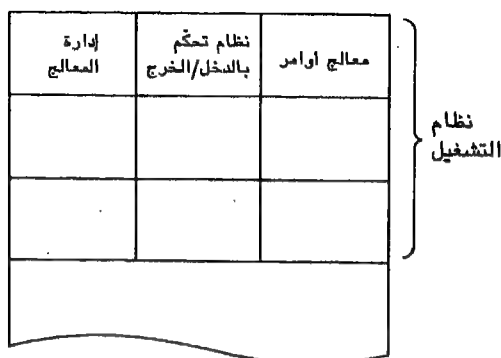 معالج أوامر
نظام تحكّم
بالدخل/الخرج
إدارة
المعالج
نظام
التشغيل